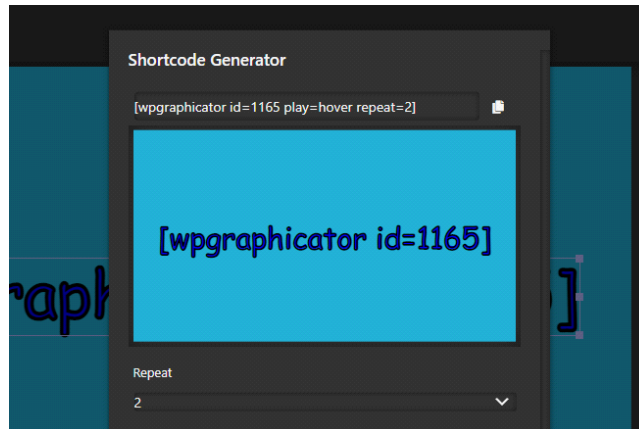 Shortcode Generator
[wpgraphicator id=1165 play=hover repeat=2]
[wpgraphicator id=1165]
Repeat
2